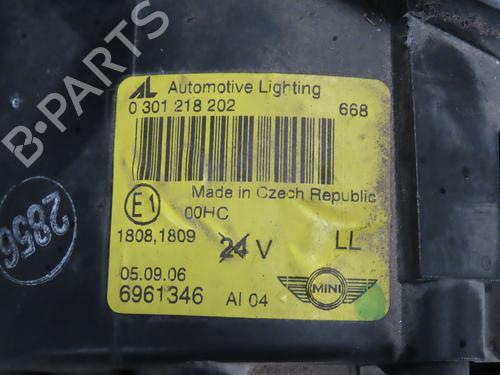 B-PARTS
AL Automotive Lighting
0 301 218 202
668
Made in Czech Republic
E1
00HC
1808,1809
24 V
LL
05.09.06
6961346
AI 04
MINI
2856